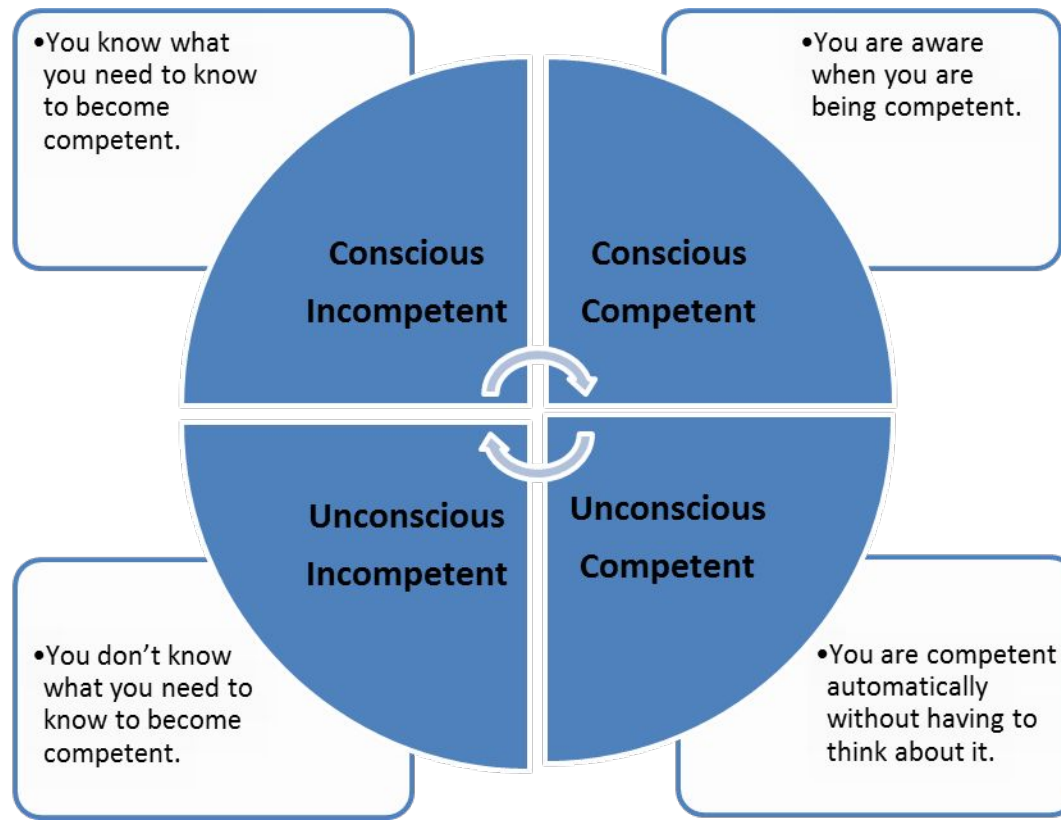 •You know what
you need to know
to become
competent.
•You are aware
when you are
being competent.
Conscious
Incompetent
Conscious
Competent
Unconscious
Incompetent
Unconscious
Competent
•You don’t know
what you need to
know to become
competent.
•You are competent
automatically
without having to
think about it.